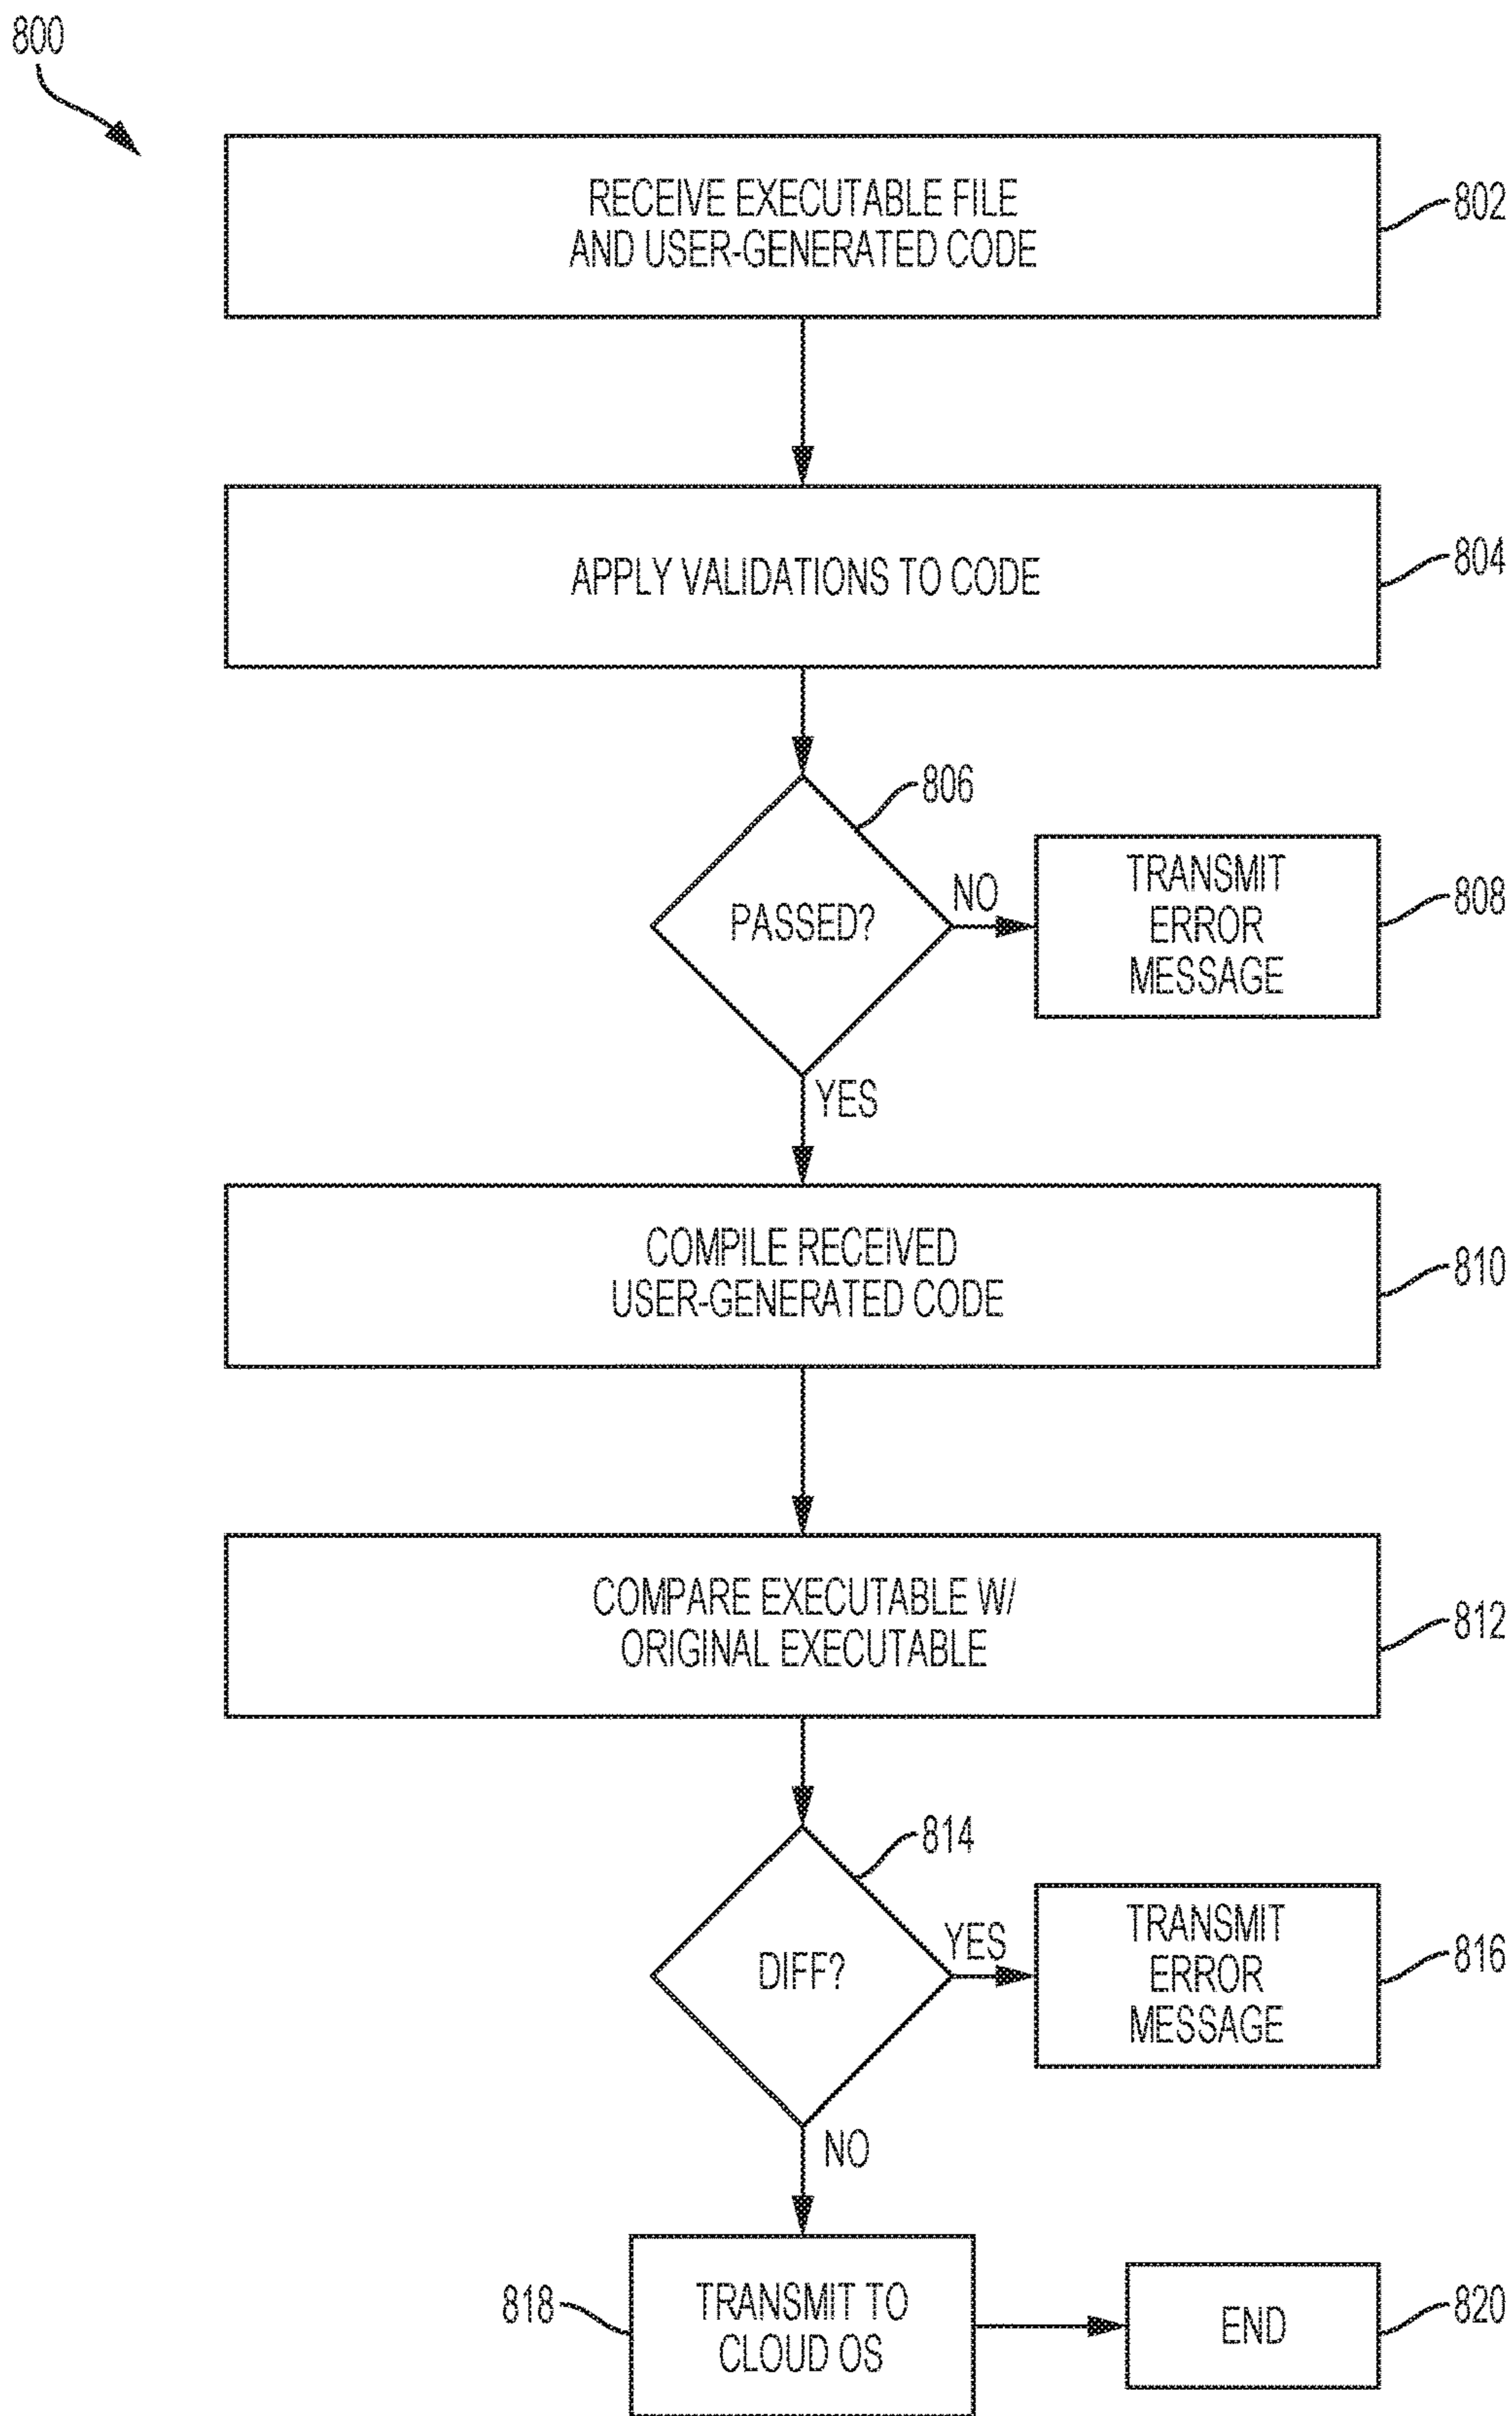 800
RECEIVE EXECUTABLE FILE
AND USER-GENERATED CODE
802
APPLY VALIDATIONS TO CODE
804
806
PASSED?
NO
TRANSMIT
ERROR
MESSAGE
808
YES
COMPILE RECEIVED
USER-GENERATED CODE
810
COMPARE EXECUTABLE W/
ORIGINAL EXECUTABLE
812
814
DIFF?
YES
TRANSMIT
ERROR
MESSAGE
816
NO
818
TRANSMIT TO
CLOUD OS
END
820